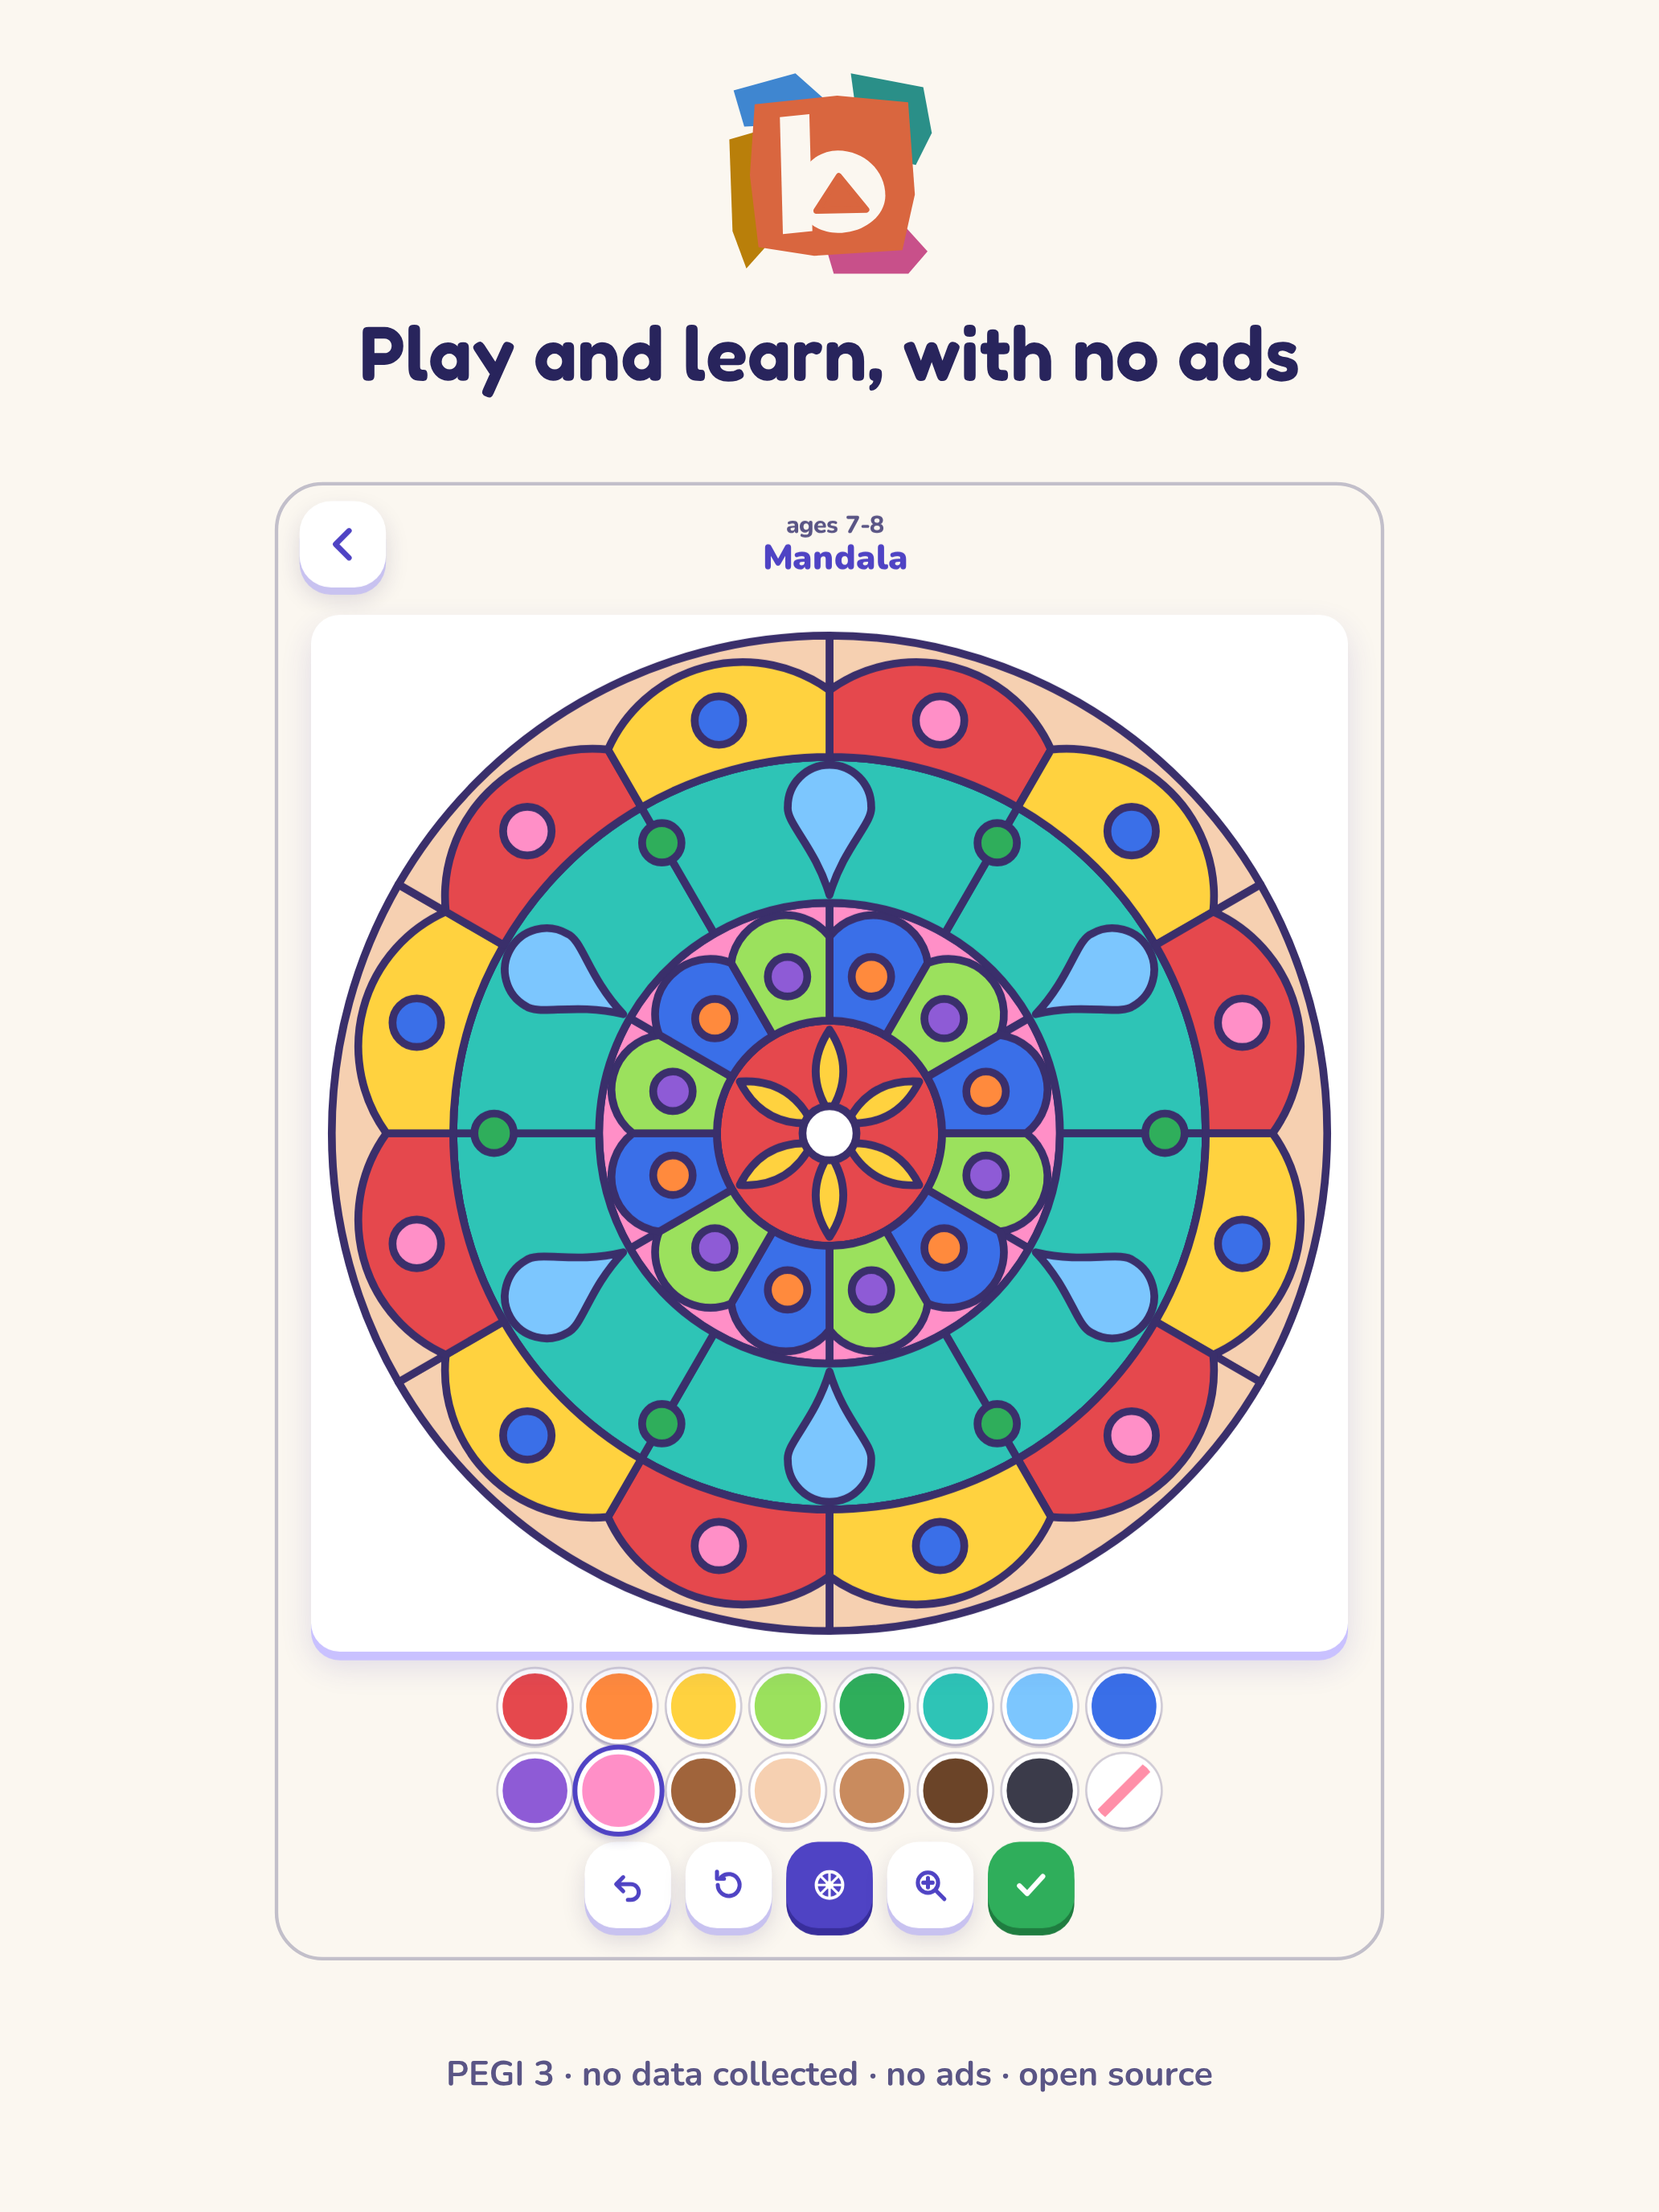 b
Play and learn, with no ads
ages 7-8
Mandala
PEGI 3 · no data collected · no ads · open source